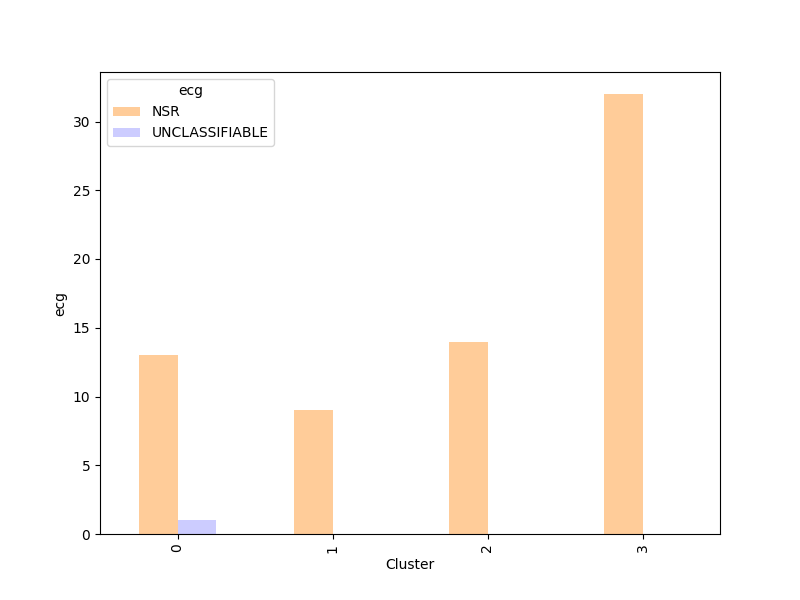 ecg
NSR
UNCLASSIFIABLE
30
25
20
15
10
5
0
ecg
0
1
2
3
Cluster